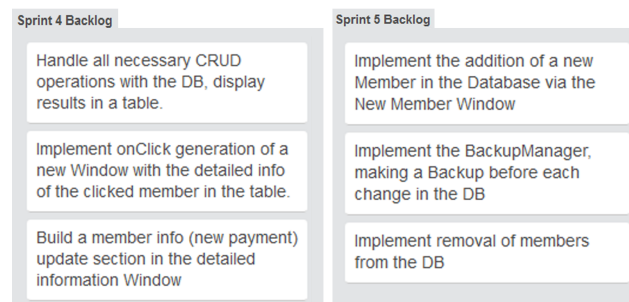 Sprint 4 Backlog
Handle all necessary CRUD
operations with the DB, display
results in a table.
Implement onClick generation of a
new Window with the detailed info
of the clicked member in the table.
Build a member info (new payment)
update section in the detailed
information Window
Sprint 5 Backlog
Implement the addition of a new
Member in the Database via the
New Member Window
Implement the BackupManager,
making a Backup before each
change in the DB
Implement removal of members
from the DB